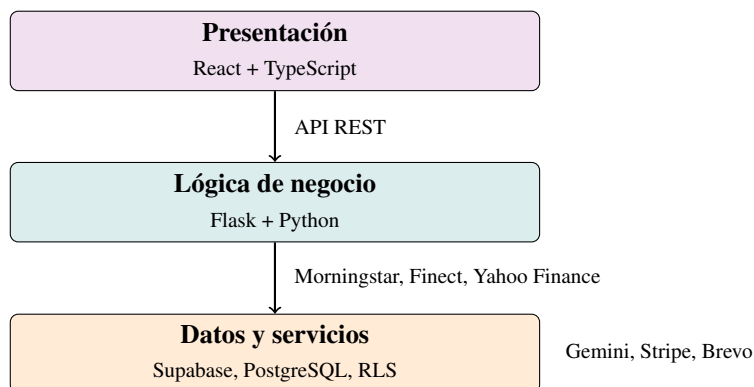 Presentación
React + TypeScript
API REST
Lógica de negocio
Flask + Python
Morningstar, Finect, Yahoo Finance
Datos y servicios
Supabase, PostgreSQL, RLS
Gemini, Stripe, Brevo